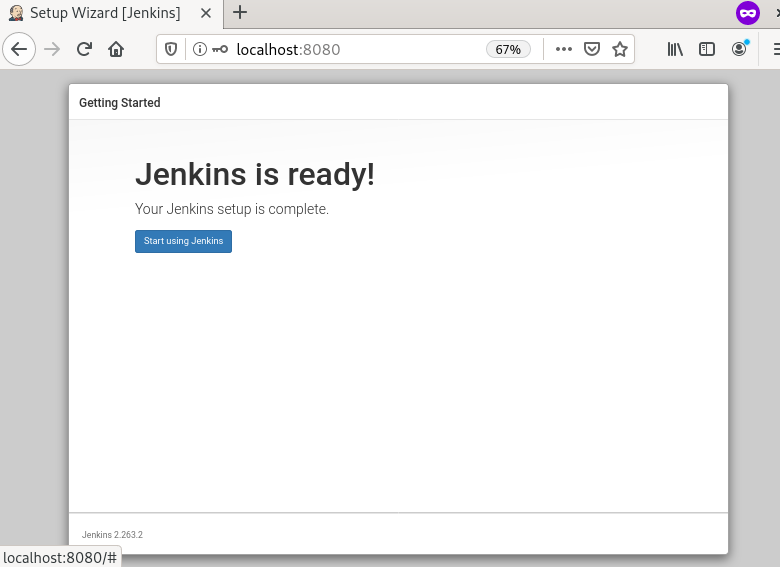 Setup Wizard [Jenkins]
localhost:8080
67%
Getting Started
Jenkins is ready!
Your Jenkins setup is complete.
Start using Jenkins
Jenkins 2.263.2
localhost:8080/#